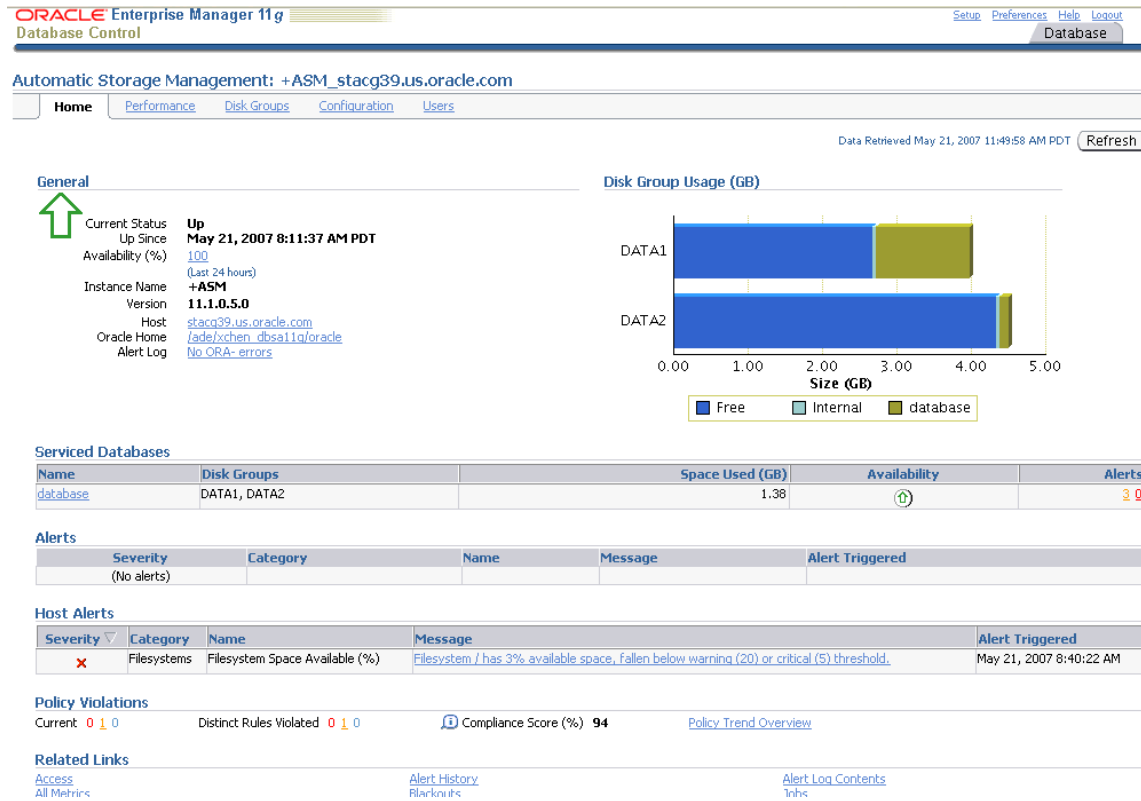 ORACLE Enterprise Manager 11g
Database Control
Setup Preferences Help Logout
Database
Automatic Storage Management: +ASM_stacg39.us.oracle.com
Home Performance Disk Groups Configuration Users
Data Retrieved May 21, 2007 11:49:58 AM PDT Refresh
General
Current Status Up
Up Since May 21, 2007 8:11:37 AM PDT
Availability (%) 100
(Last 24 hours)
Instance Name +ASM
Version 11.1.0.5.0
Host stacg39.us.oracle.com
Oracle Home /ade/xchen_dbsa11g/oracle
Alert Log No ORA- errors
Disk Group Usage (GB)
DATA1
DATA2
0.00 1.00 2.00 3.00 4.00 5.00
Size (GB)
Free Internal database
Serviced Databases
Name Disk Groups Space Used (GB) Availability Alerts
database DATA1, DATA2 1.38 3 0
Alerts
Severity Category Name Message Alert Triggered
(No alerts)
Host Alerts
Severity Category Name Message Alert Triggered
Filesystems Filesystem Space Available (%) Filesystem / has 3% available space, fallen below warning (20) or critical (5) threshold. May 21, 2007 8:40:22 AM
Policy Violations
Current 0 1 0 Distinct Rules Violated 0 1 0 Compliance Score (%) 94 Policy Trend Overview
Related Links
Access Alert History Alert Log Contents
All Metrics Blackouts Jobs